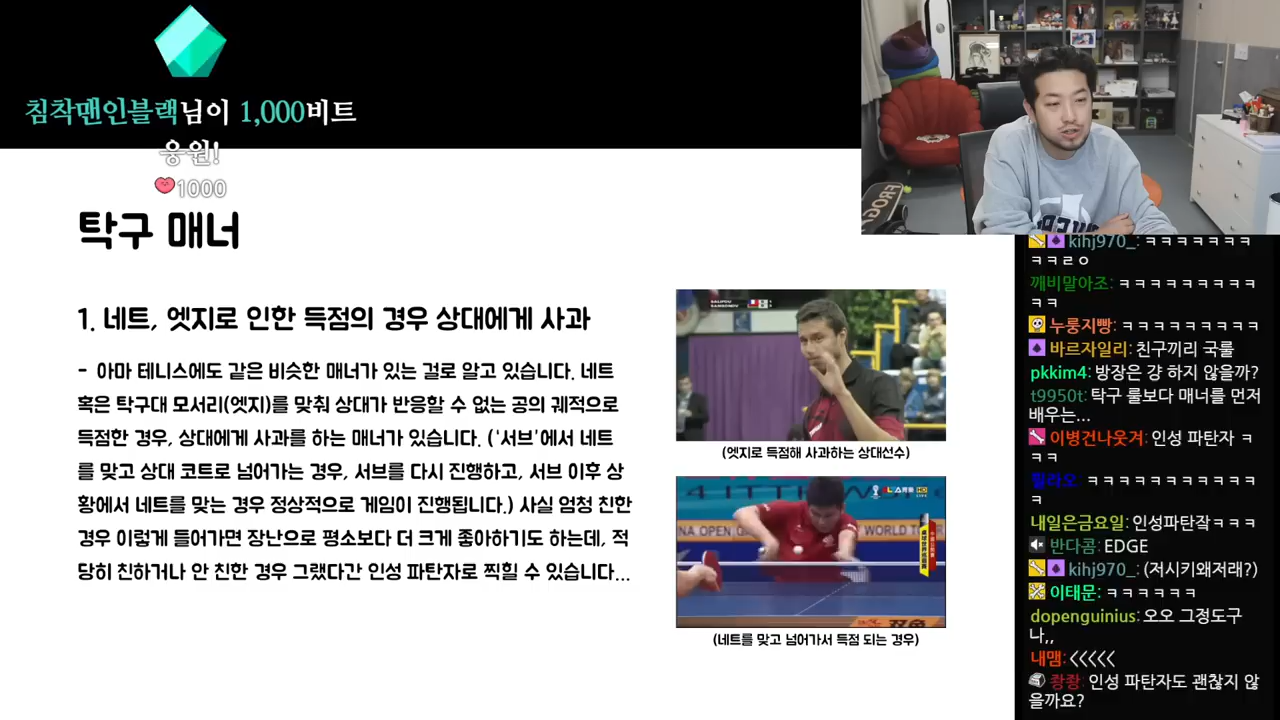 침착맨인블랙님이 1,000비트
응원!
1000
탁구 매너
1. 네트, 엣지로 인한 득점의 경우 상대에게 사과
- 아마 테니스에도 같은 비슷한 매너가 있는 걸로 알고 있습니다. 네트
혹은 탁구대 모서리(엣지)를 맞춰 상대가 반응할 수 없는 공의 궤적으로
득점한 경우, 상대에게 사과를 하는 매너가 있습니다. ('서브'에서 네트
를 맞고 상대 코트로 넘어가는 경우, 서브를 다시 진행하고, 서브 이후 상
황에서 네트를 맞는 경우 정상적으로 게임이 진행됩니다.) 사실 엄청 친한
경우 이렇게 들어가면 장난으로 평소보다 더 크게 좋아하기도 하는데, 적
당히 친하거나 안 친한 경우 그랬다간 인성 파탄자로 찍힐 수 있습니다...
(엣지로 득점해 사과하는 상대선수)
INA OPEN
WORLD TOUR
(네트를 맞고 넘어가서 득점 되는 경우)
FROG
kihj970_: ㅋㅋㅋㅋㅋㅋㅋ
ㅋㅋㄹㅇ
깨비말아조: ㅋㅋㅋㅋㅋㅋㅋㅋㅋ
ㅋㅋ
누룽지빵: ㅋㅋㅋㅋㅋㅋㅋㅋㅋ
바르자일리: 친구끼리 국룰
pkkim4: 방장은 걍 하지 않을까?
t9950t: 탁구 룰보다 매너를 먼저
배우는...
이병건나웃겨: 인성 파탄자 ㅋ
ㅋㅋ
ㅋㅋㅋㅋㅋㅋㅋㅋㅋㅋㅋ
ㅋ
내일은금요일: 인성파탄작ㅋㅋㅋ
반다콤: EDGE
kihj970_: (저시키왜저래?)
이태문: ㅋㅋㅋㅋㅋㅋ
dopenguinius: 오오 그정도구
나,,
내맴: <<<<<
좡좡: 인성 파탄자도 괜찮지 않
을까요?